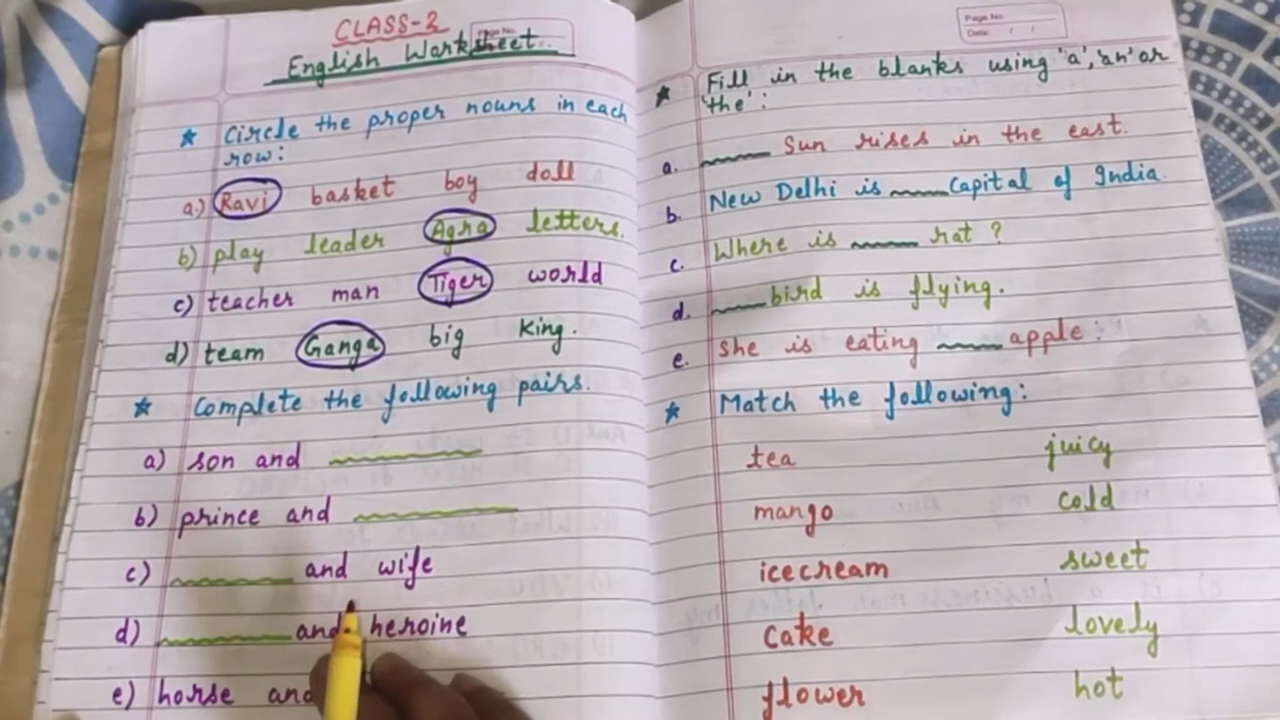 CLASS-2
English Worksheet.
★ Circle the proper nouns in each
row:
a.) Ravi basket boy doll
b) play leader Agra letters.
c) teacher man Tiger world
d) team Ganga big King.
★ Complete the following pairs.
a) son and
b) prince and
c) and wife
d) and heroine
e) horse and
Page No.
Date: / /
★ Fill in the blanks using 'a', 'an' or
'the':
a. Sun rises in the east.
b. New Delhi is Capital of India.
c. Where is rat ?
d. bird is flying.
e. She is eating apple:
★ Match the following:
tea juicy
mango cold
icecream sweet
Cake lovely
flower hot